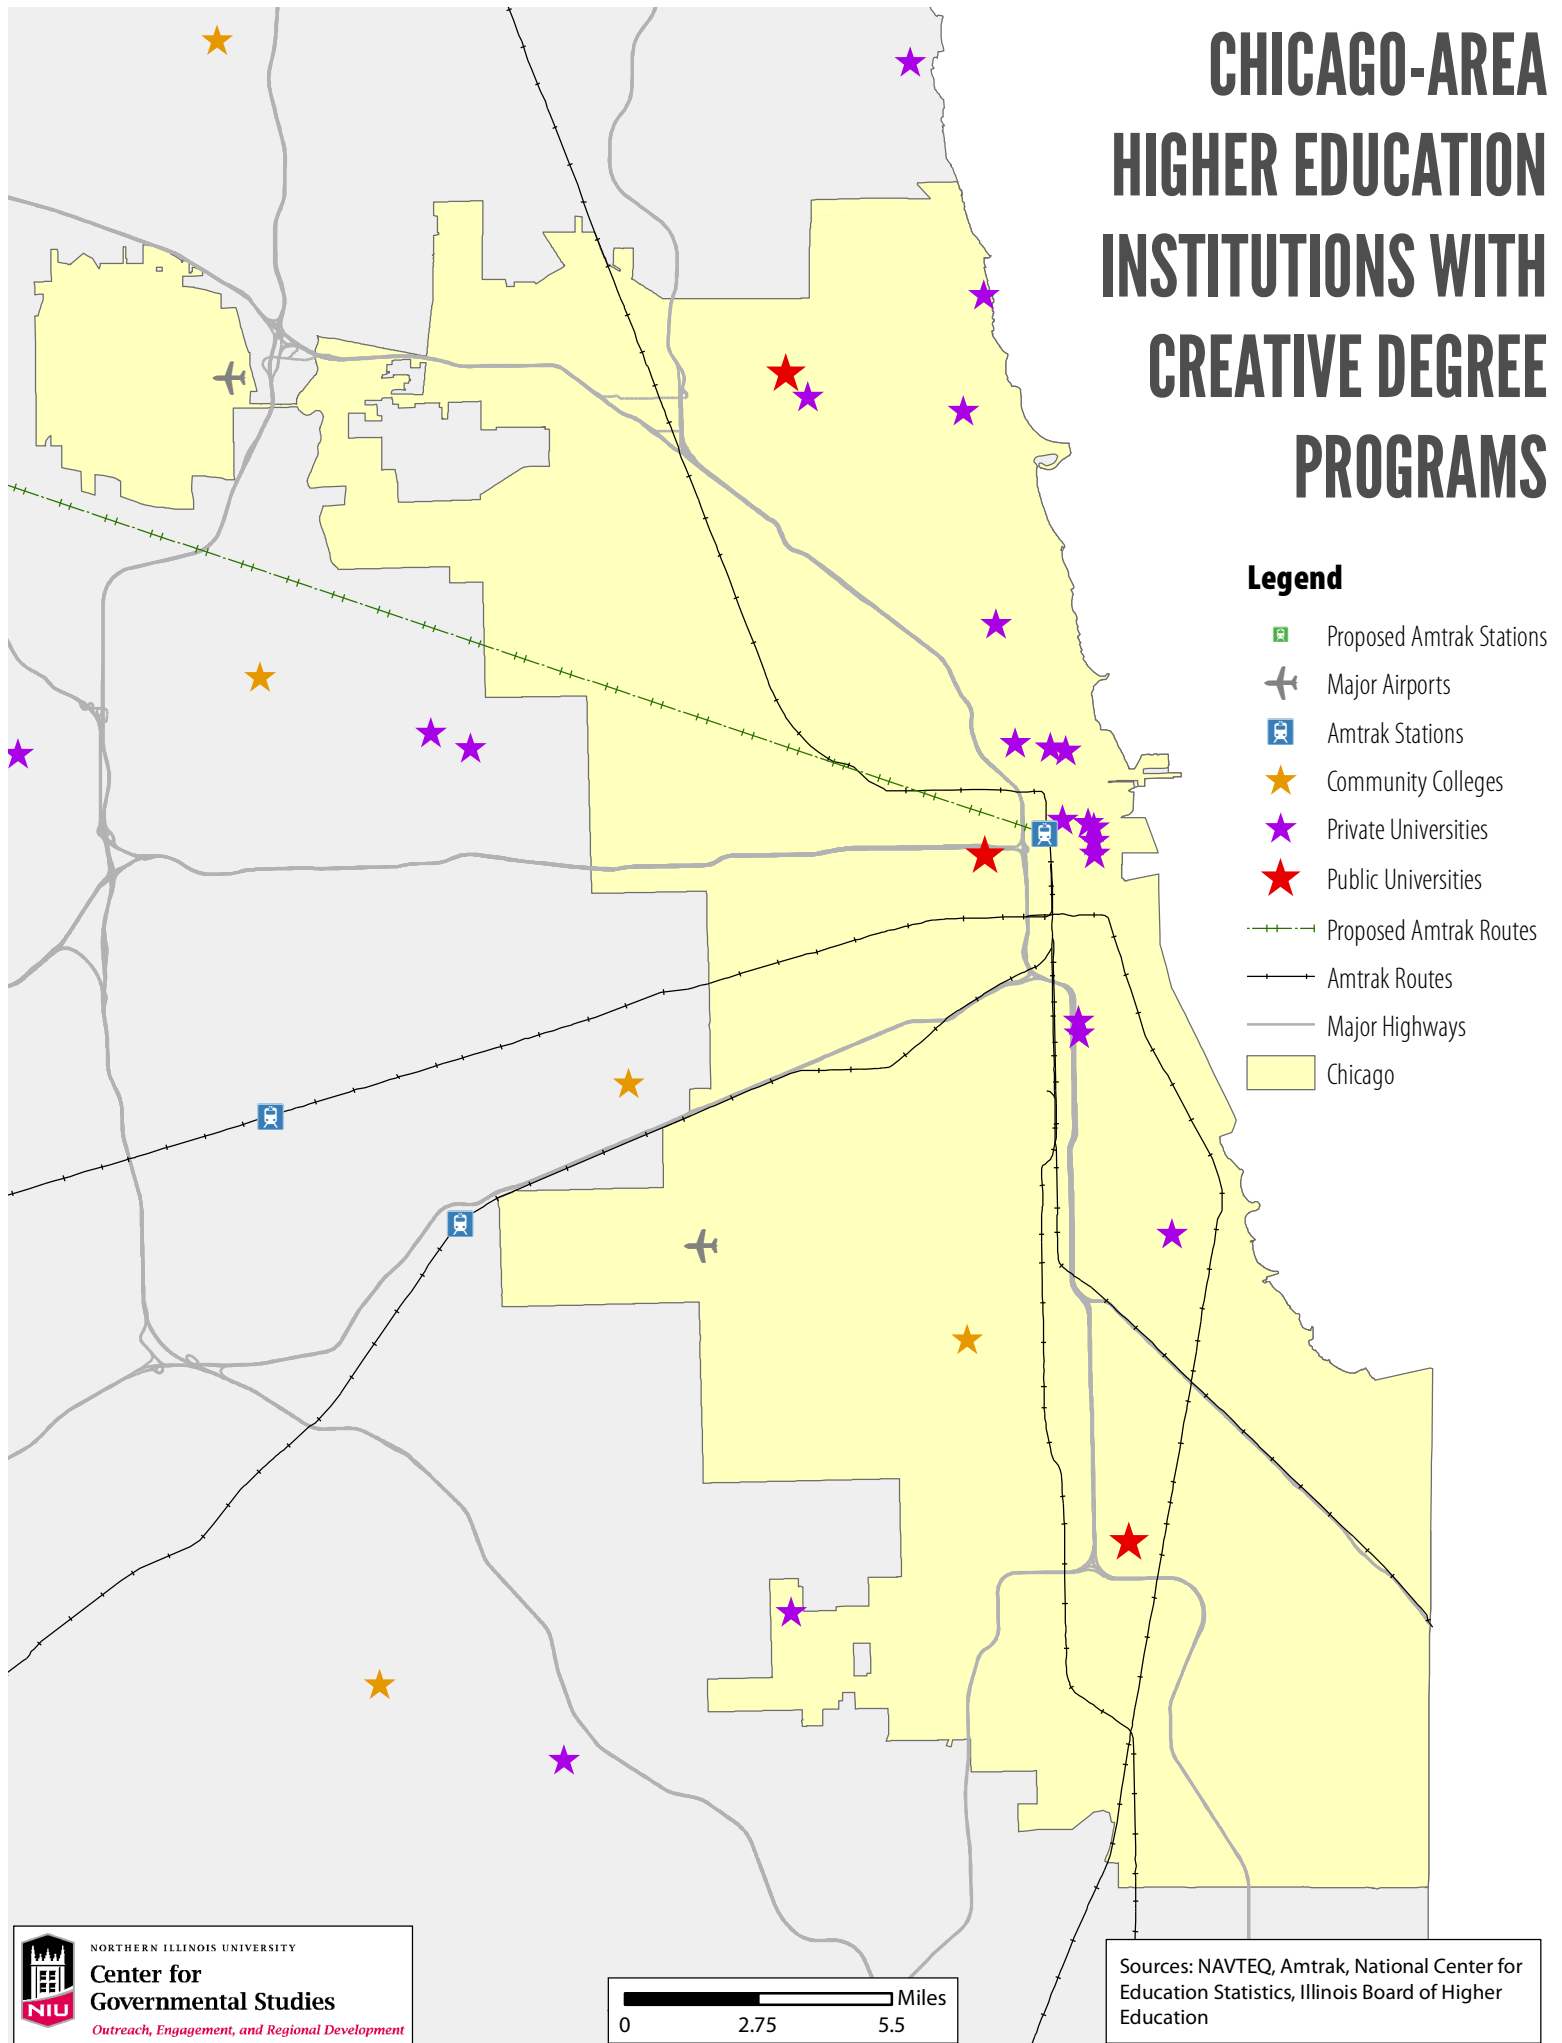 CHICAGO-AREA
HIGHER EDUCATION
INSTITUTIONS WITH
CREATIVE DEGREE
PROGRAMS
Legend
Proposed Amtrak Stations
Major Airports
Amtrak Stations
Community Colleges
Private Universities
Public Universities
Proposed Amtrak Routes
Amtrak Routes
Major Highways
Chicago
NORTHERN ILLINOIS UNIVERSITY
Center for
Governmental Studies
Outreach, Engagement, and Regional Development
NIU
Miles
0 2.75 5.5
Sources: NAVTEQ, Amtrak, National Center for
Education Statistics, Illinois Board of Higher
Education